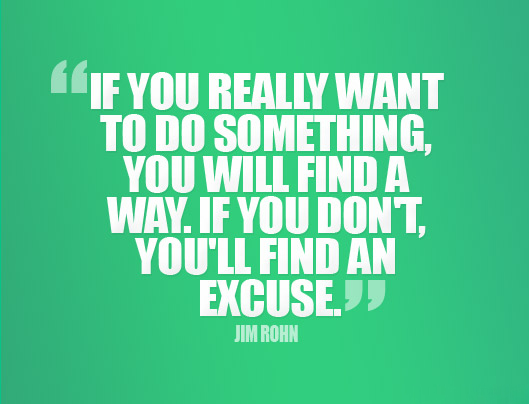 “IF YOU REALLY WANT
TO DO SOMETHING,
YOU WILL FIND A
WAY. IF YOU DON'T,
YOU'LL FIND AN
EXCUSE.”
JIM ROHN